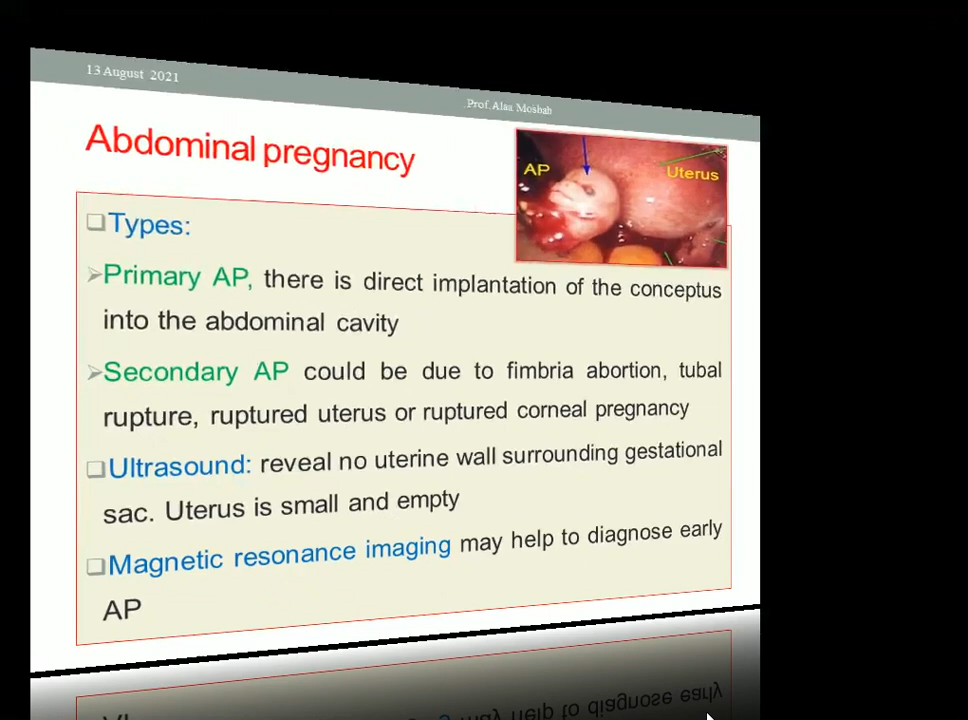 13 August 2021
Prof.Alaa Mosbah
Abdominal pregnancy
AP
Uterus
Types:
Primary AP, there is direct implantation of the conceptus
into the abdominal cavity
Secondary AP could be due to fimbria abortion, tubal
rupture, ruptured uterus or ruptured corneal pregnancy
Ultrasound: reveal no uterine wall surrounding gestational
sac. Uterus is small and empty
Magnetic resonance imaging may help to diagnose early
AP